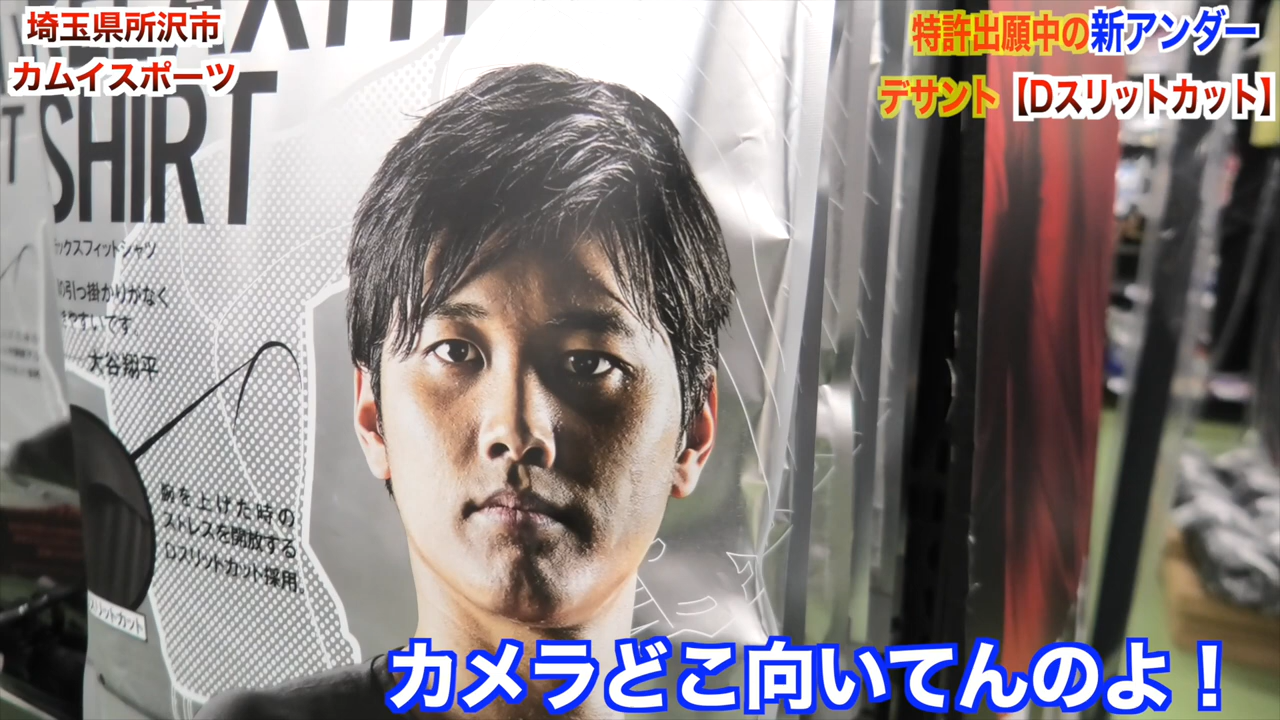 埼玉県所沢市
カムイスポーツ
特許出願中の新アンダー
デサント【Dスリットカット】
SHIRT
ックスフィットシャツ
の引っ掛かりがなく
やすいです
大谷翔平
腕を上げた時の
ストレスを開放する
Dスリットカット採用。
スリットカット
カメラどこ向いてんのよ！